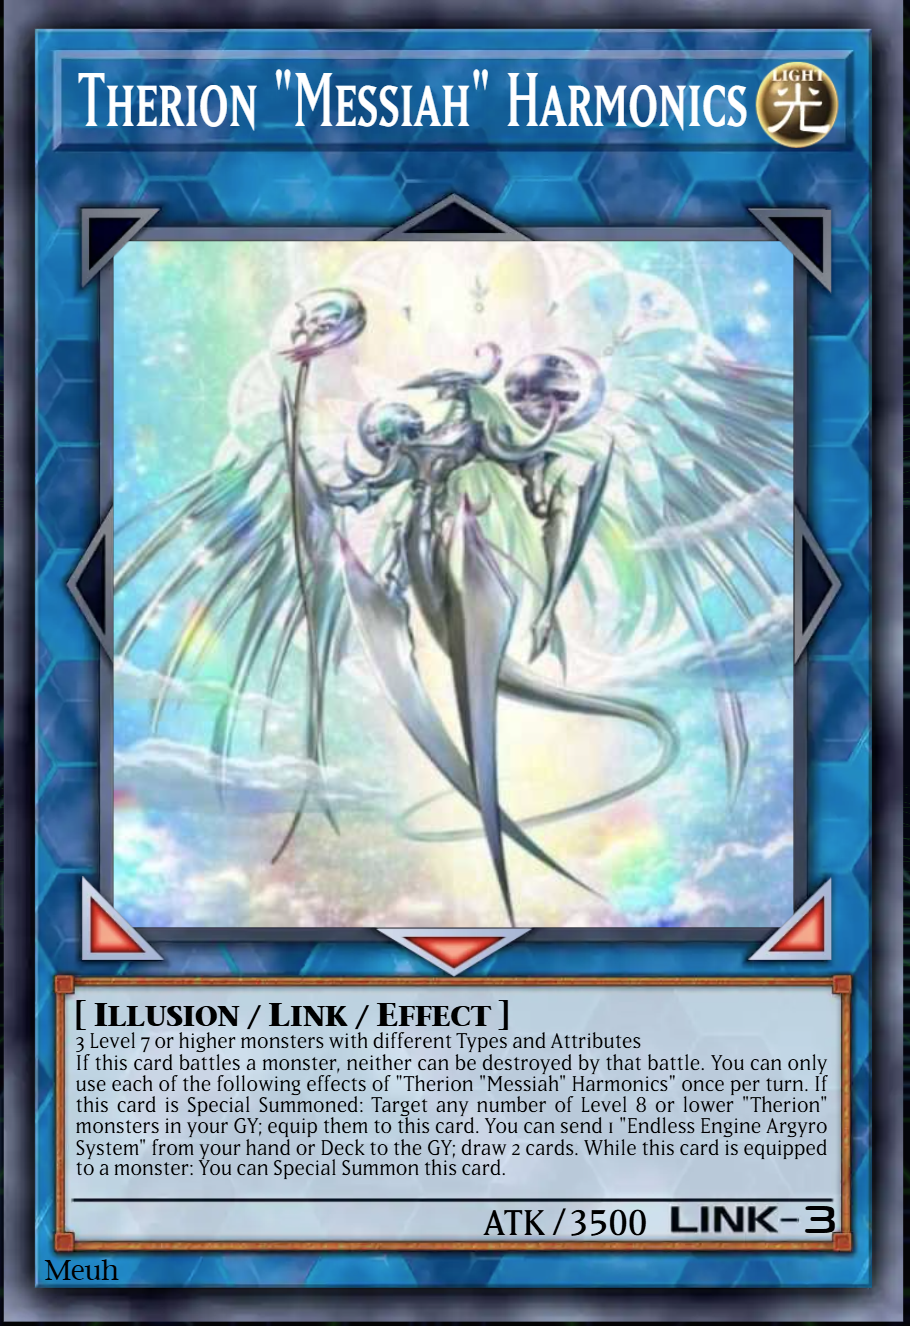 Therion "Messiah" Harmonics
LIGHT
光
[ Illusion / Link / Effect ]
3 Level 7 or higher monsters with different Types and Attributes
If this card battles a monster, neither can be destroyed by that battle. You can only
use each of the following effects of "Therion "Messiah" Harmonics" once per turn. If
this card is Special Summoned: Target any number of Level 8 or lower "Therion"
monsters in your GY; equip them to this card. You can send 1 "Endless Engine Argyro
System" from your hand or Deck to the GY; draw 2 cards. While this card is equipped
to a monster: You can Special Summon this card.
ATK/3500 LINK-3
Meuh